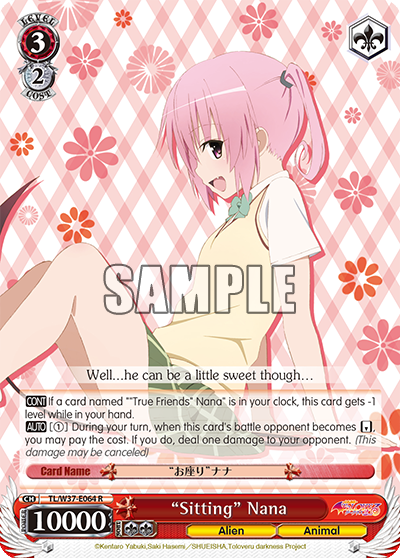 LEVEL
3
2
COST
SAMPLE
Well...he can be a little sweet though...
CONT If a card named ""True Friends" Nana" is in your clock, this card gets -1
level while in your hand.
AUTO [①] During your turn, when this card's battle opponent becomes [▼],
you may pay the cost. If you do, deal one damage to your opponent. (This
damage may be canceled)
Card Name
“お座り”ナナ
CH
TL/W37-E064 R
POWER
10000
SOUL
“Sitting” Nana
Alien
Animal
©Kentaro Yabuki,Saki Hasemi /SHUEISHA,Toloveru darkness Project